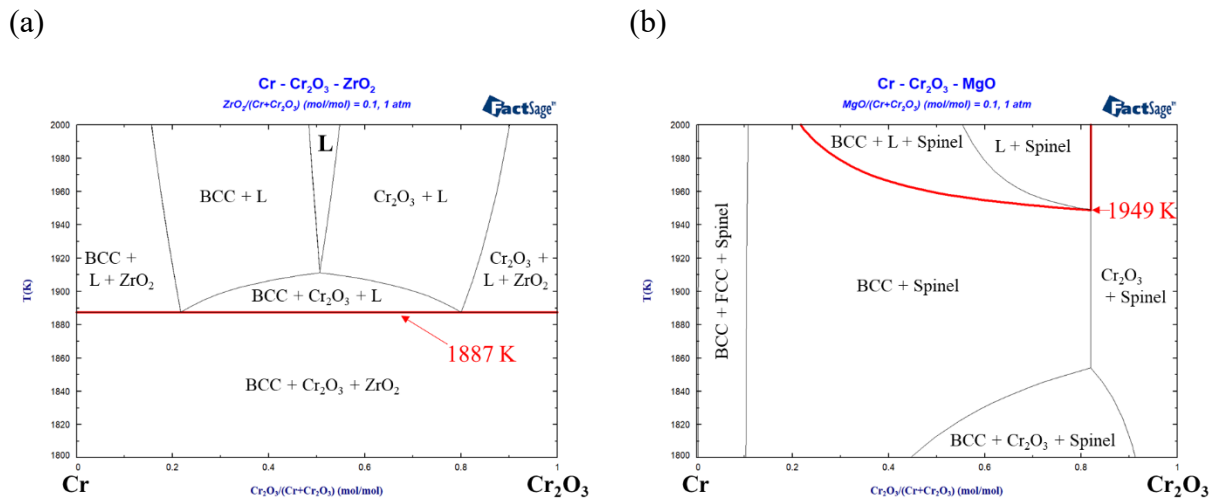 (a)
Cr - Cr₂O₃ - ZrO₂
ZrO₂/(Cr+Cr₂O₃) (mol/mol) = 0.1, 1 atm
FactSage™
T(K)
2000
1980
1960
1940
1920
1900
1880
1860
1840
1820
1800
L
BCC + L
Cr₂O₃ + L
BCC +
L + ZrO₂
Cr₂O₃ +
L + ZrO₂
BCC + Cr₂O₃ + L
1887 K
BCC + Cr₂O₃ + ZrO₂
0 0.2 0.4 0.6 0.8 1
Cr
Cr₂O₃/(Cr+Cr₂O₃) (mol/mol)
Cr₂O₃
(b)
Cr - Cr₂O₃ - MgO
MgO/(Cr+Cr₂O₃) (mol/mol) = 0.1, 1 atm
FactSage™
T(K)
2000
1980
1960
1940
1920
1900
1880
1860
1840
1820
1800
BCC + L + Spinel
L + Spinel
1949 K
BCC + FCC + Spinel
BCC + Spinel
Cr₂O₃
+ Spinel
BCC + Cr₂O₃ + Spinel
0 0.2 0.4 0.6 0.8 1
Cr
Cr₂O₃/(Cr+Cr₂O₃) (mol/mol)
Cr₂O₃